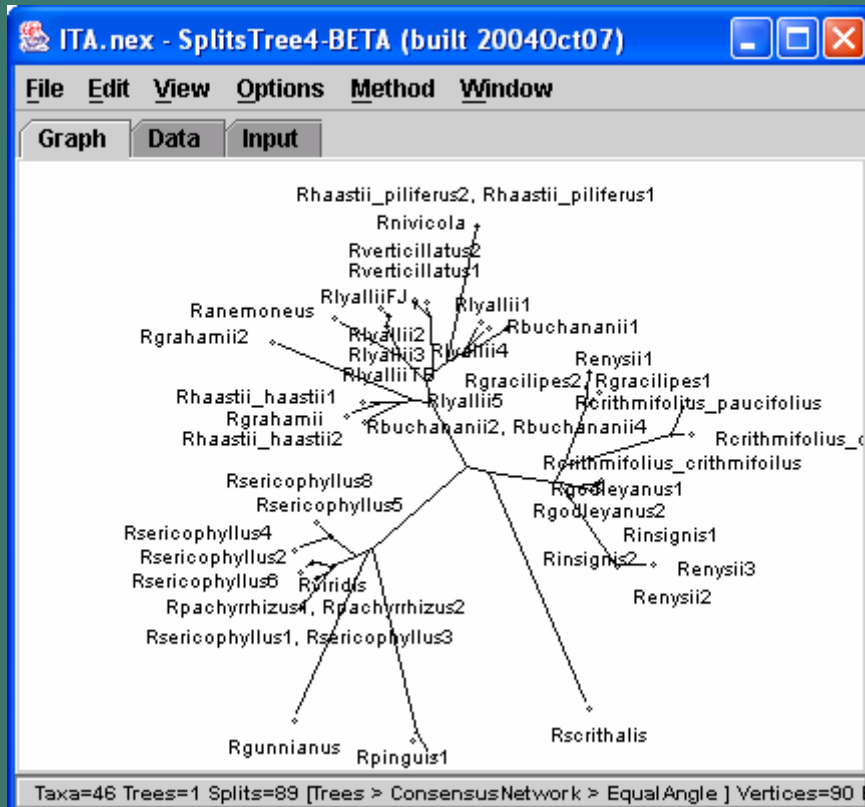 ITA.nex - SplitsTree4-BETA (built 2004Oct07)
File Edit View Options Method Window
Graph Data Input
Rhaastii_piliferus2, Rhaastii_piliferus1
Rnivicola
Rverticillatus2
Rverticillatus1
RlyalliiFJ
Rlyallii1
Ranemoneus
Rbuchananii1
Rgrahamii2
Rlyallii2
Rlyallii3
Rlyallii4
Renysii1
Rgracilipes2, Rgracilipes1
Rhaastii_haastii1
Rlyallii5
Rcrithmifolius_paucifolius
Rgrahamii
Rbuchananii2, Rbuchananii4
Rhaastii_haastii2
Rcrithmifolius_c
Rcrithmifolius_crithmifoilus
Rsericophyllus8
Rgodleyanus1
Rsericophyllus5
Rgodleyanus2
Rsericophyllus4
Rinsignis1
Rsericophyllus2
Rinsignis2
Rsericophyllus6
Rviridis
Renysii3
Rpachyrrhizus1, Rpachyrrhizus2
Renysii2
Rsericophyllus1, Rsericophyllus3
Rscrithalis
Rgunnianus
Rpinguis1
Taxa=46 Trees=1 Splits=89 [Trees > ConsensusNetwork > EqualAngle ] Vertices=90